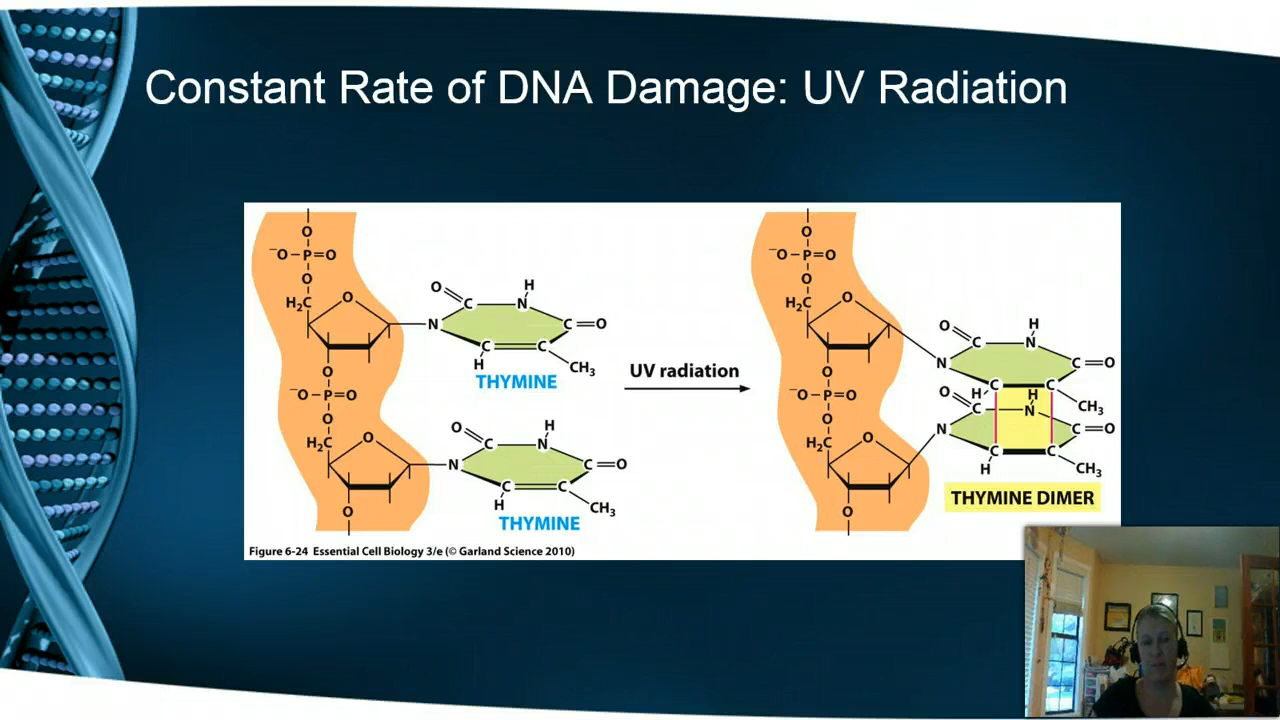 Constant Rate of DNA Damage: UV Radiation
O
⁻O–P=O
O
H₂C
O
O
C
H
N
N
C=O
C
C
H
CH₃
THYMINE
O
⁻O–P=O
O
H₂C
O
O
O
C
H
N
N
C=O
C
C
H
CH₃
THYMINE
UV radiation
O
⁻O–P=O
O
H₂C
O
O
C
H
N
N
C=O
C
C
H
CH₃
O
⁻O–P=O
O
H₂C
O
O
O
C
H
N
N
C=O
C
C
H
CH₃
THYMINE DIMER
Figure 6-24 Essential Cell Biology 3/e (© Garland Science 2010)